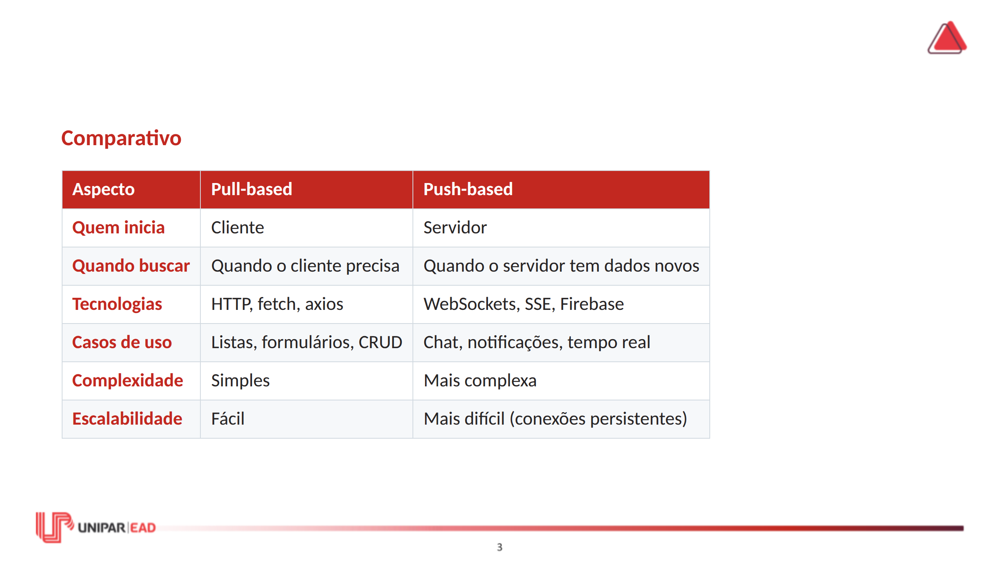 Comparativo
Aspecto Pull-based Push-based
Quem inicia Cliente Servidor
Quando buscar Quando o cliente precisa Quando o servidor tem dados novos
Tecnologias HTTP, fetch, axios WebSockets, SSE, Firebase
Casos de uso Listas, formulários, CRUD Chat, notificações, tempo real
Complexidade Simples Mais complexa
Escalabilidade Fácil Mais difícil (conexões persistentes)
UNIPAR|EAD
3